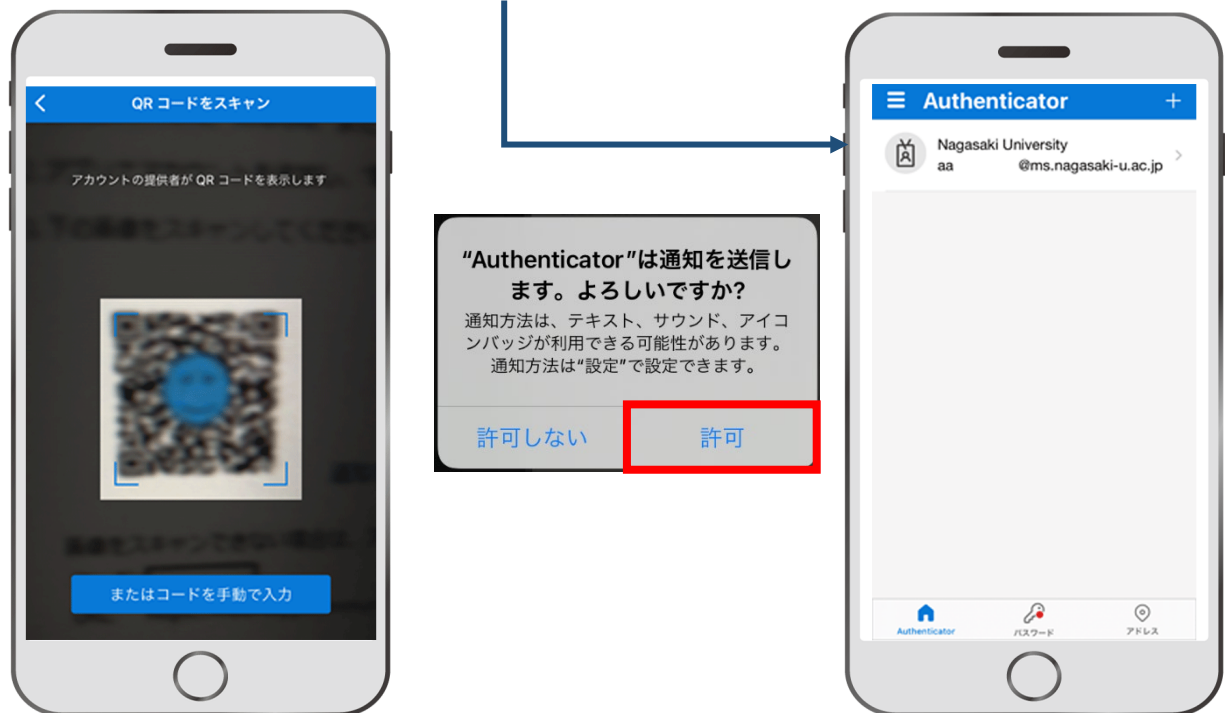 QR コードをスキャン
アカウントの提供者が QR コードを表示します
またはコードを手動で入力
“Authenticator”は通知を送信し
ます。よろしいですか?
通知方法は、テキスト、サウンド、アイコ
ンバッジが利用できる可能性があります。
通知方法は“設定”で設定できます。
許可しない
許可
Authenticator
Nagasaki University
aa @ms.nagasaki-u.ac.jp
Authenticator
パスワード
アドレス